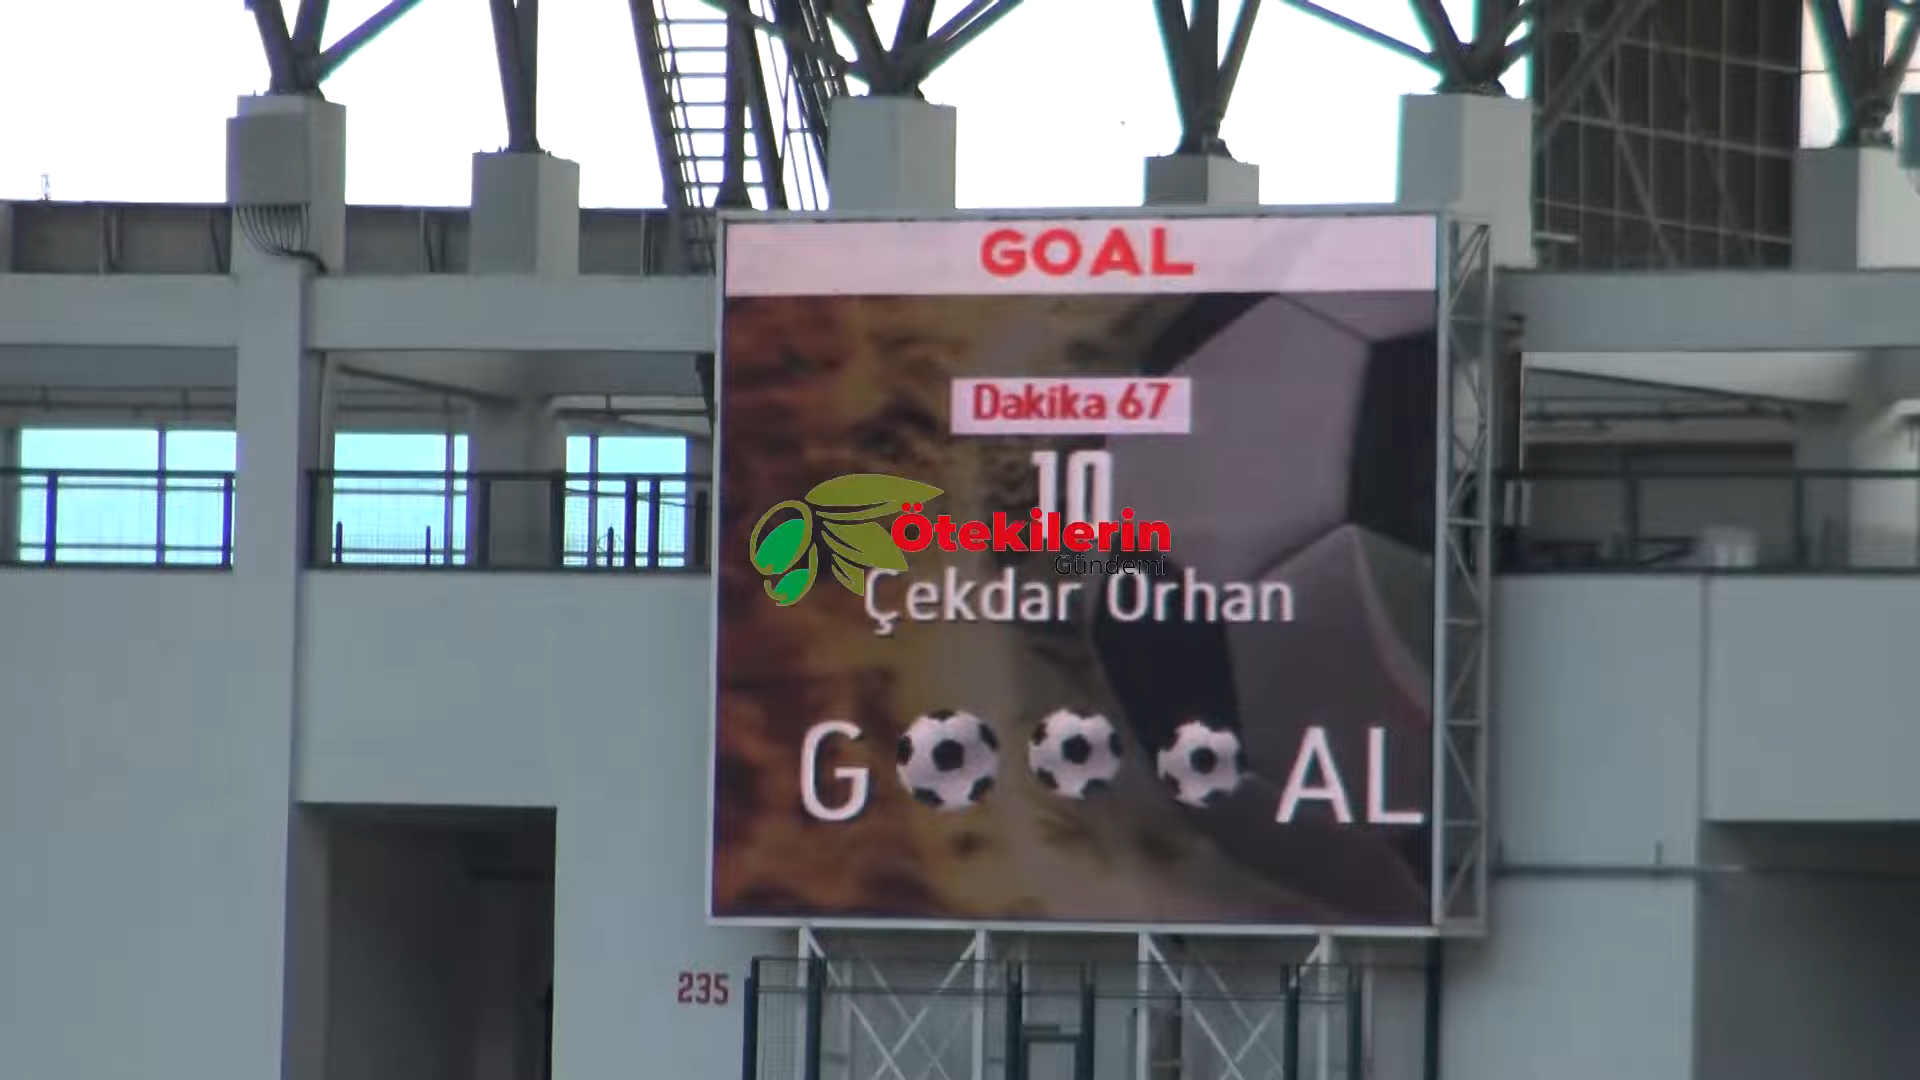 GOAL
Dakika 67
10
Ötekilerin
Gündemi
Çekdar Orhan
G AL
235